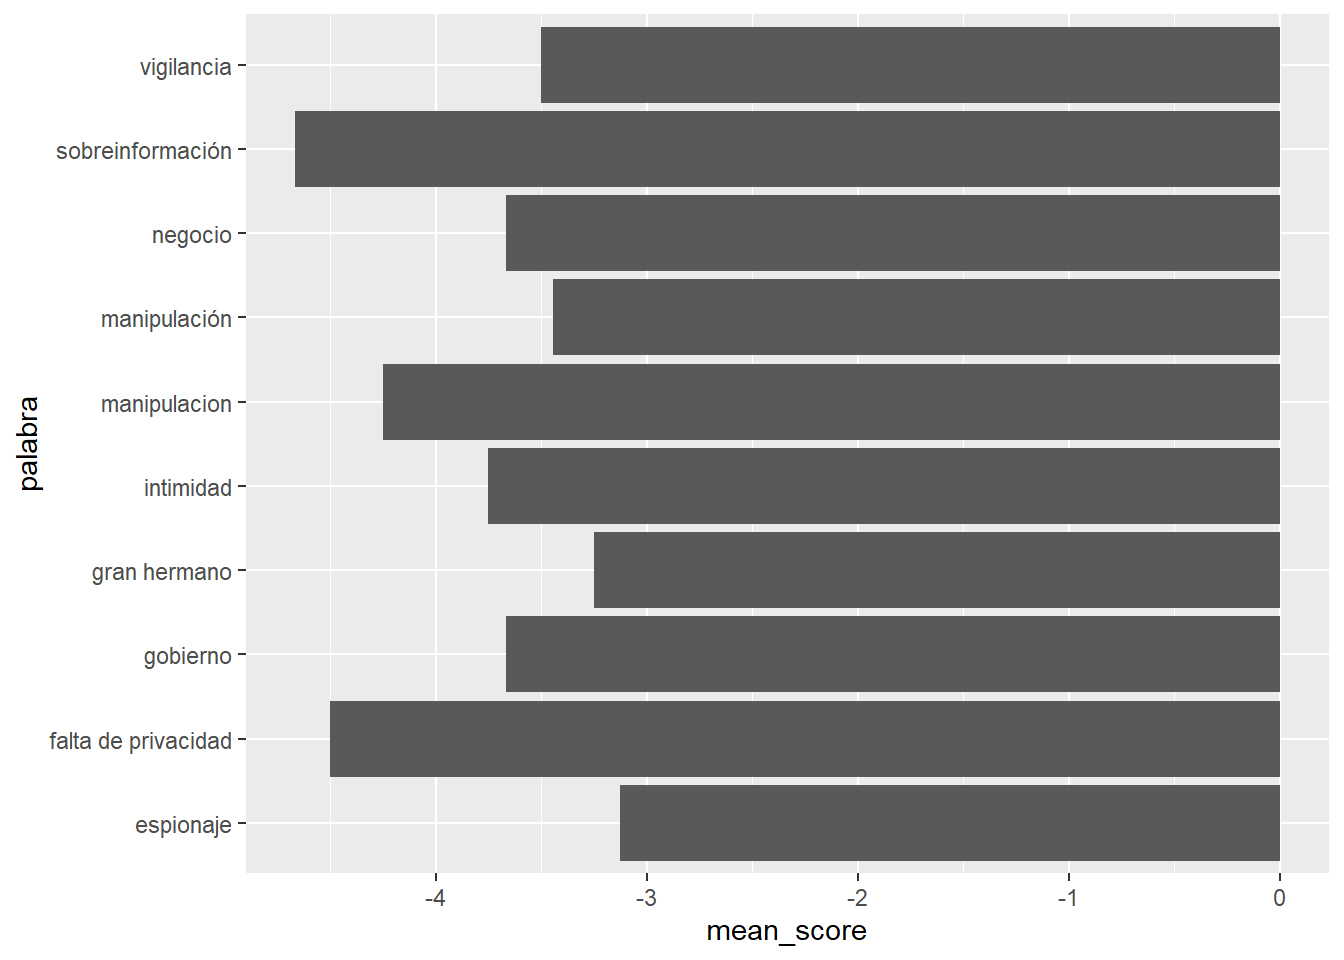 vigilancia
sobreinformación
negocio
manipulación
manipulacion
intimidad
gran hermano
gobierno
falta de privacidad
espionaje
palabra
-4 -3 -2 -1 0
mean_score